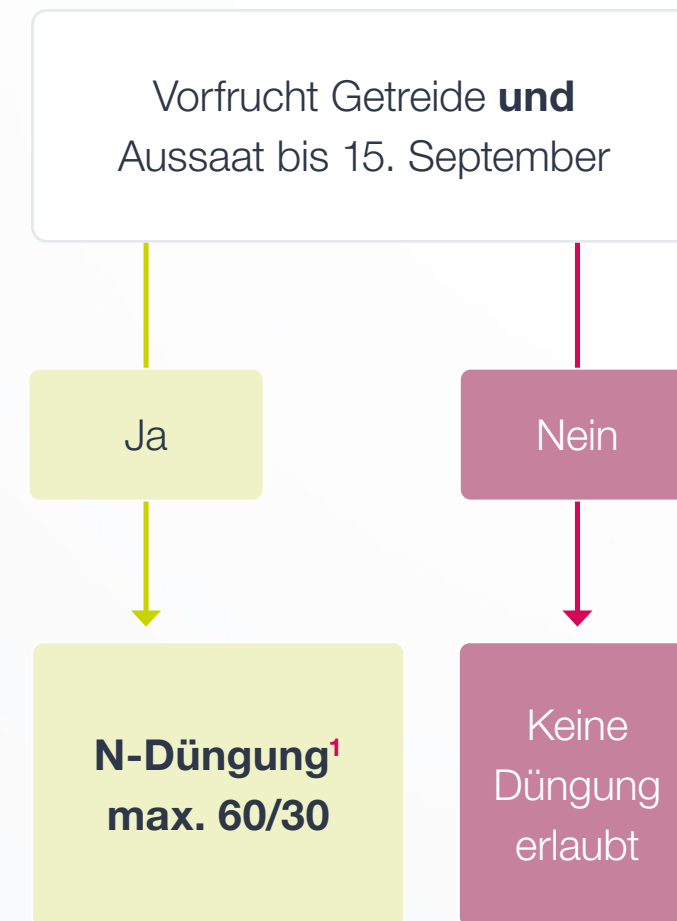 Vorfrucht Getreide und
Aussaat bis 15. September
Ja
Nein
N-Düngung¹
max. 60/30
Keine
Düngung
erlaubt